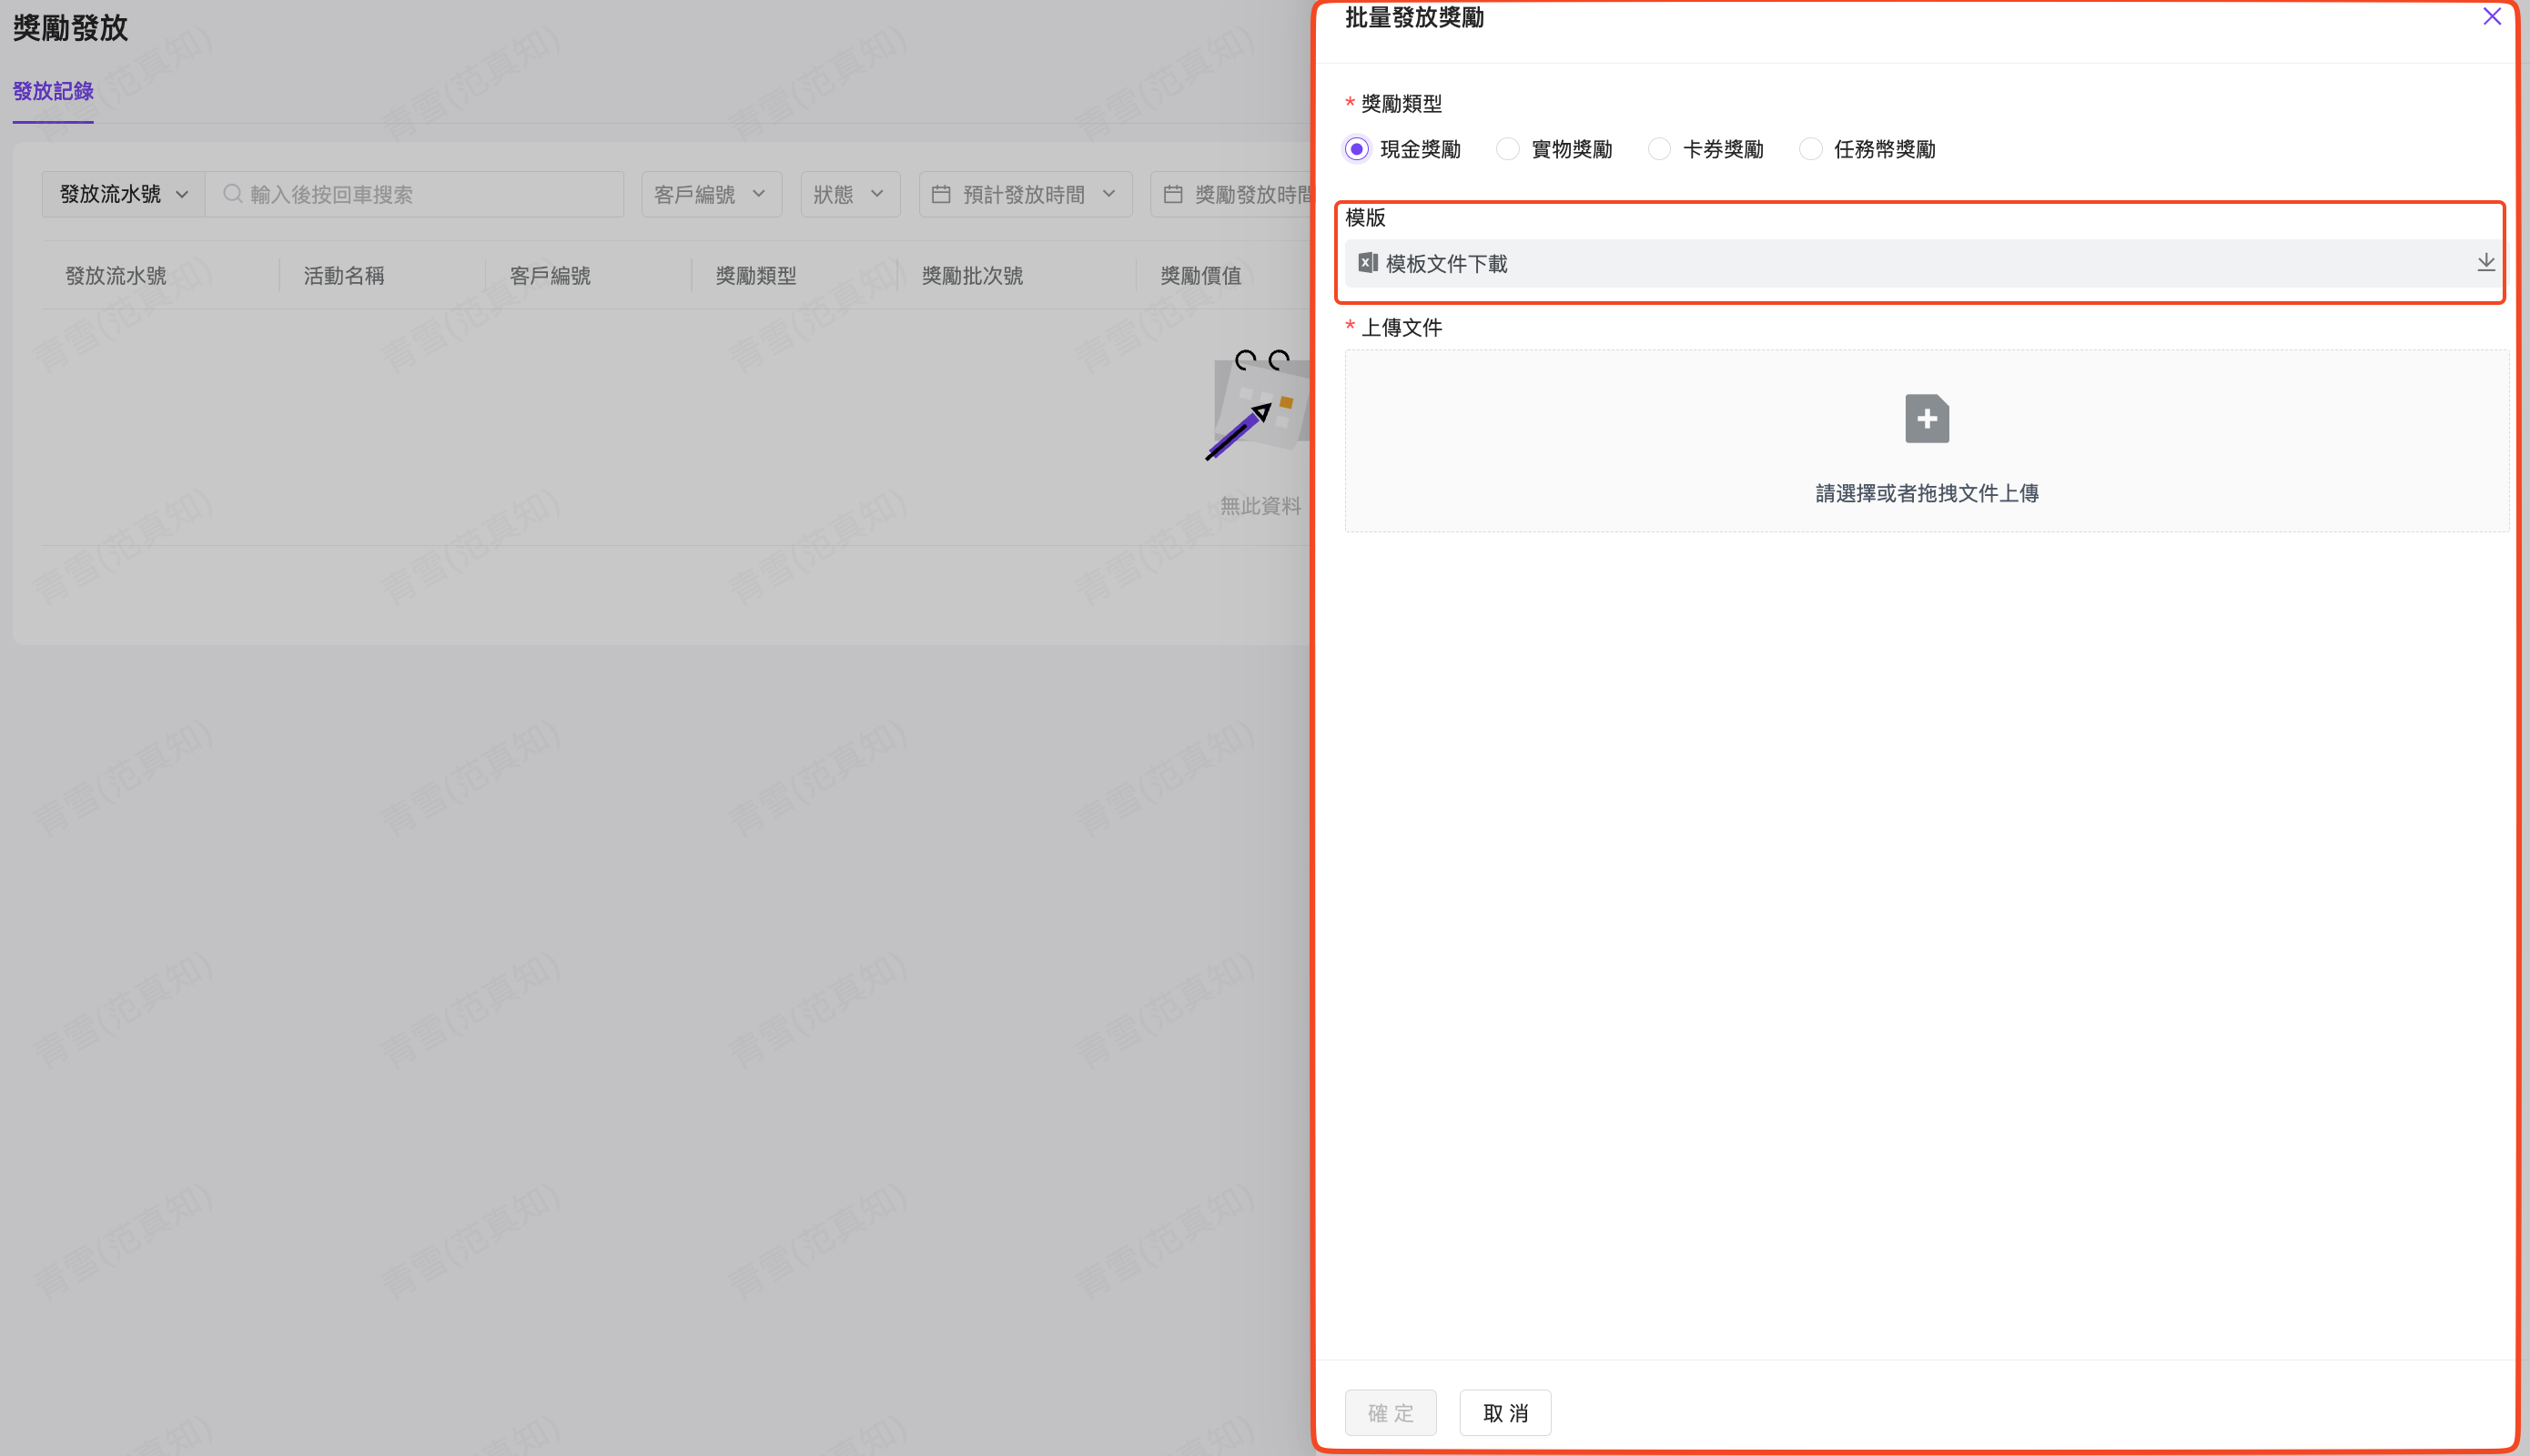 獎勵發放
發放記錄
發放流水號 輸入後按回車搜索 客戶編號 狀態 預計發放時間 獎勵發放時間
發放流水號 活動名稱 客戶編號 獎勵類型 獎勵批次號 獎勵價值
無此資料
批量發放獎勵
* 獎勵類型
現金獎勵 實物獎勵 卡券獎勵 任務幣獎勵
模版
模板文件下載
* 上傳文件
請選擇或者拖拽文件上傳
確 定 取 消
青雪(范真知)